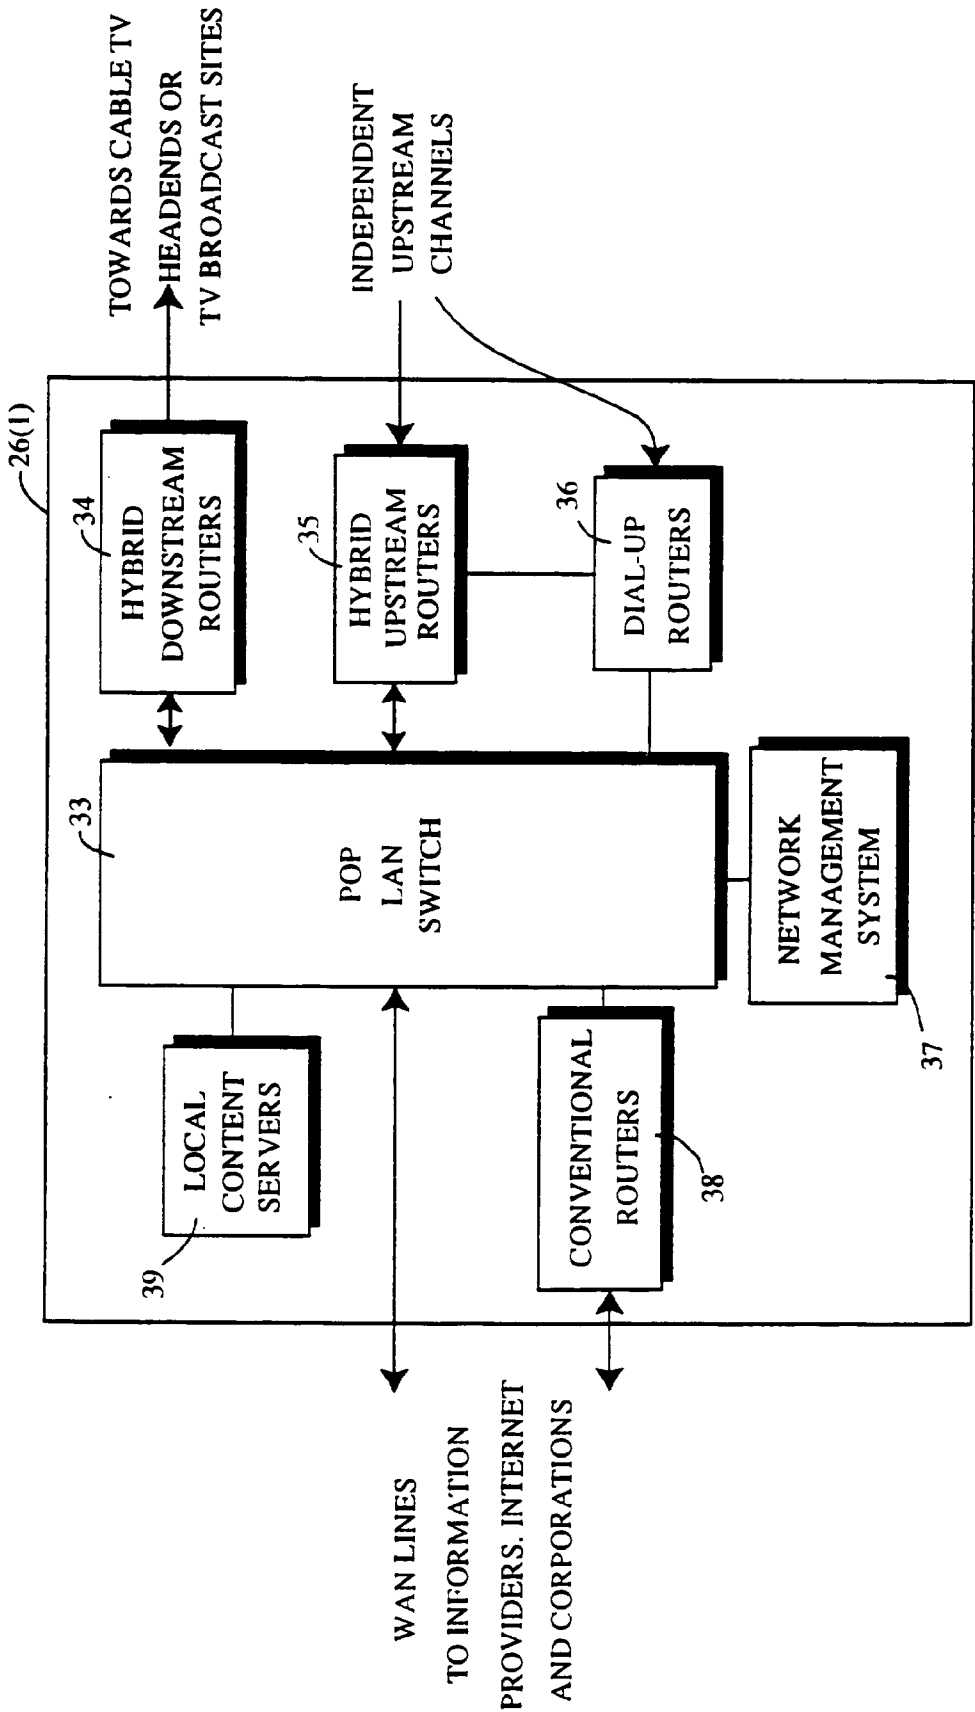 26(1)
TOWARDS CABLE TV
HEADENDS OR
TV BROADCAST SITES
34
HYBRID
DOWNSTREAM
ROUTERS
INDEPENDENT
UPSTREAM
CHANNELS
35
HYBRID
UPSTREAM
ROUTERS
36
DIAL-UP
ROUTERS
33
POP
LAN
SWITCH
NETWORK
MANAGEMENT
SYSTEM
37
LOCAL
CONTENT
SERVERS
39
CONVENTIONAL
ROUTERS
38
WAN LINES
TO INFORMATION
PROVIDERS. INTERNET
AND CORPORATIONS